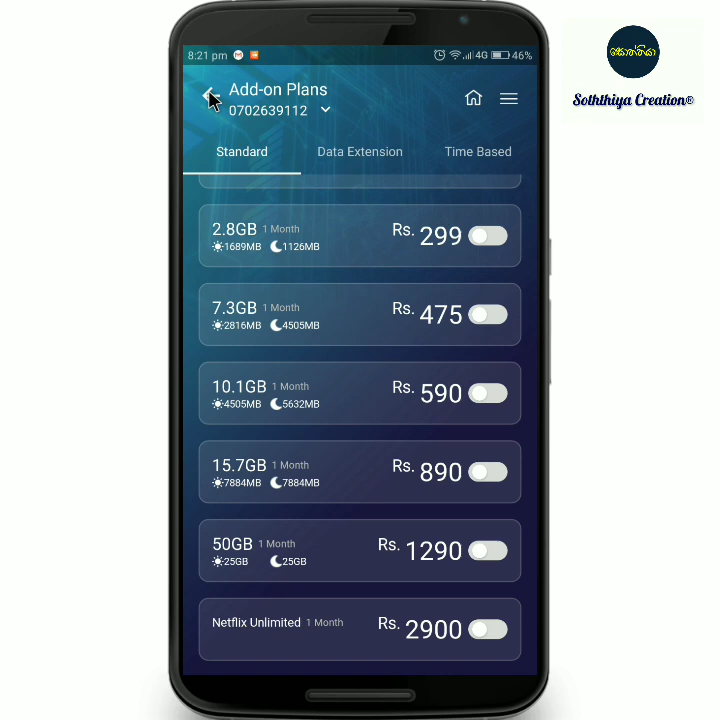 8:21 pm 4G 46%
සොත්තියා
Soththiya Creation®
Add-on Plans
0702639112
Standard Data Extension Time Based
2.8GB 1 Month Rs. 299
1689MB 1126MB
7.3GB 1 Month Rs. 475
2816MB 4505MB
10.1GB 1 Month Rs. 590
4505MB 5632MB
15.7GB 1 Month Rs. 890
7884MB 7884MB
50GB 1 Month Rs. 1290
25GB 25GB
Netflix Unlimited 1 Month Rs. 2900